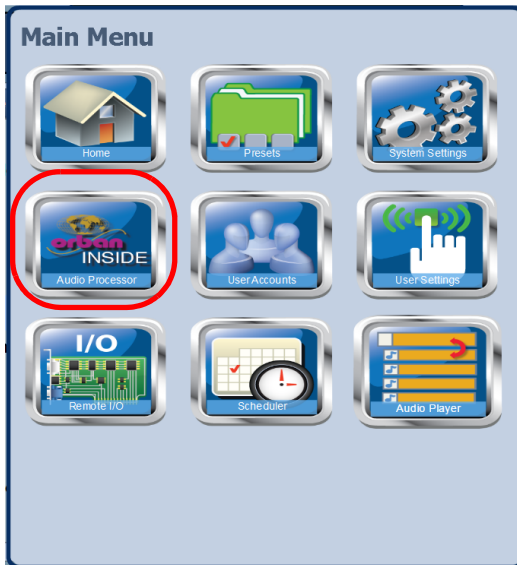 Main Menu
Home
Presets
System Settings
orban
INSIDE
Audio Processor
User Accounts
User Settings
I/O
Remote I/O
Scheduler
Audio Player